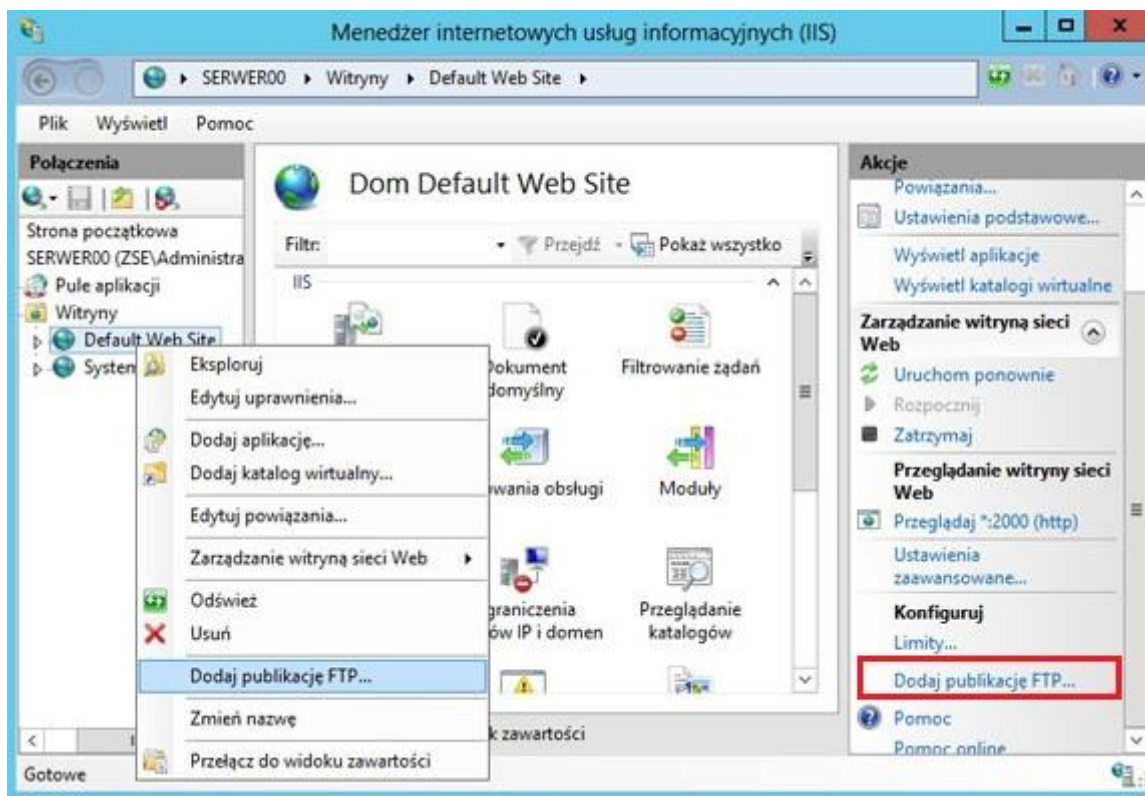 Menedżer internetowych usług informacyjnych (IIS)
SERWER00 Witryny Default Web Site
Plik Wyświetl Pomoc
Połączenia
Strona początkowa
SERWER00 (ZSE\Administra
Pule aplikacji
Witryny
Default Web Site
System
Eksploruj
Edytuj uprawnienia...
Dodaj aplikację...
Dodaj katalog wirtualny...
Edytuj powiązania...
Zarządzanie witryną sieci Web
Odśwież
Usuń
Dodaj publikację FTP...
Zmień nazwę
Przełącz do widoku zawartości
Gotowe
Dom Default Web Site
Filtr: Przejdź Pokaż wszystko
IIS
Dokument
domyślny
Filtrowanie żądań
owania obsługi
Moduły
graniczenia
ów IP i domen
Przeglądanie
katalogów
k zawartości
Akcje
Powiązania...
Ustawienia podstawowe...
Wyświetl aplikacje
Wyświetl katalogi wirtualne
Zarządzanie witryną sieci
Web
Uruchom ponownie
Rozpocznij
Zatrzymaj
Przeglądanie witryny sieci
Web
Przeglądaj *:2000 (http)
Ustawienia
zaawansowane...
Konfiguruj
Limity...
Dodaj publikację FTP...
Pomoc
Pomoc online